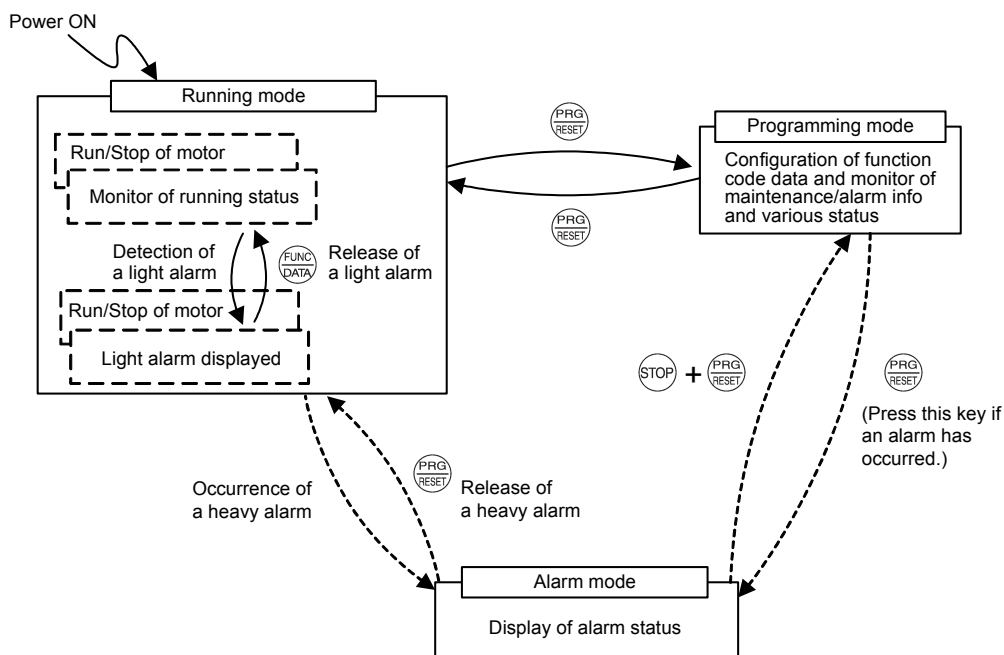 Power ON
Running mode
Run/Stop of motor
Monitor of running status
Detection of
a light alarm
FUNC
DATA
Release of
a light alarm
Run/Stop of motor
Light alarm displayed
PRG
RESET
PRG
RESET
Programming mode
Configuration of function
code data and monitor of
maintenance/alarm info
and various status
STOP + PRG
RESET
PRG
RESET
(Press this key if
an alarm has
occurred.)
Occurrence of
a heavy alarm
PRG
RESET
Release of
a heavy alarm
Alarm mode
Display of alarm status